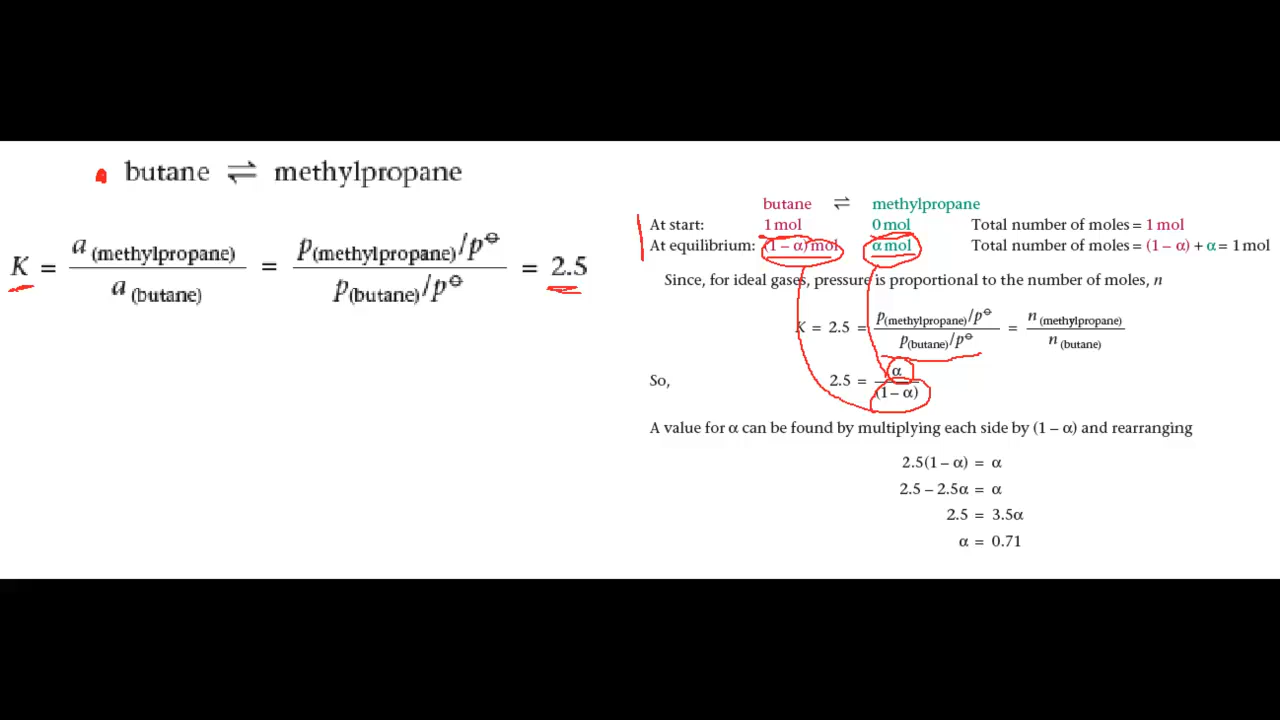 butane ⇌ methylpropane
K = a (methylpropane) / a (butane) = p(methylpropane)/p⦵ / p(butane)/p⦵ = 2.5
butane ⇌ methylpropane
At start: 1 mol 0 mol Total number of moles = 1 mol
At equilibrium: (1 – α) mol α mol Total number of moles = (1 – α) + α = 1 mol
Since, for ideal gases, pressure is proportional to the number of moles, n
K = 2.5 = p(methylpropane)/p⦵ / p(butane)/p⦵ = n (methylpropane) / n (butane)
So, 2.5 = α / (1 – α)
A value for α can be found by multiplying each side by (1 – α) and rearranging
2.5(1 – α) = α
2.5 – 2.5α = α
2.5 = 3.5α
α = 0.71